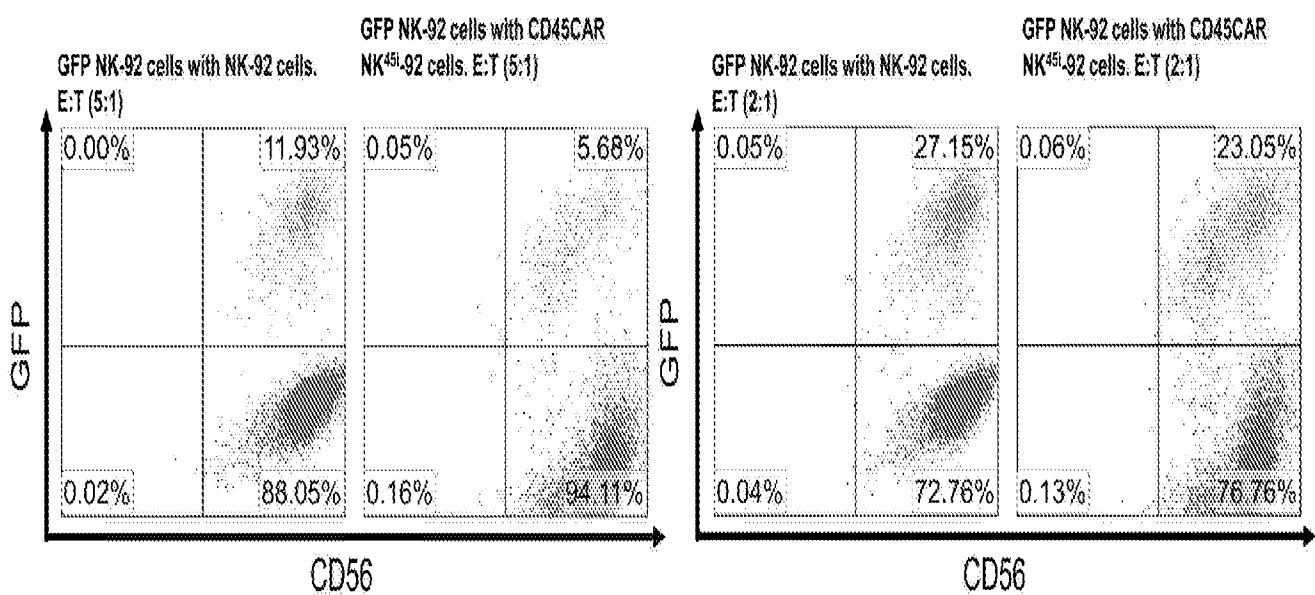 GFP NK-92 cells with NK-92 cells.
E:T (5:1)
GFP NK-92 cells with CD45CAR
NK⁴⁵ⁱ-92 cells. E:T (5:1)
GFP NK-92 cells with NK-92 cells.
E:T (2:1)
GFP NK-92 cells with CD45CAR
NK⁴⁵ⁱ-92 cells. E:T (2:1)
0.00%
11.93%
0.05%
5.68%
0.05%
27.15%
0.06%
23.05%
GFP
GFP
0.02%
88.05%
0.16%
94.11%
0.04%
72.76%
0.13%
76.76%
CD56
CD56